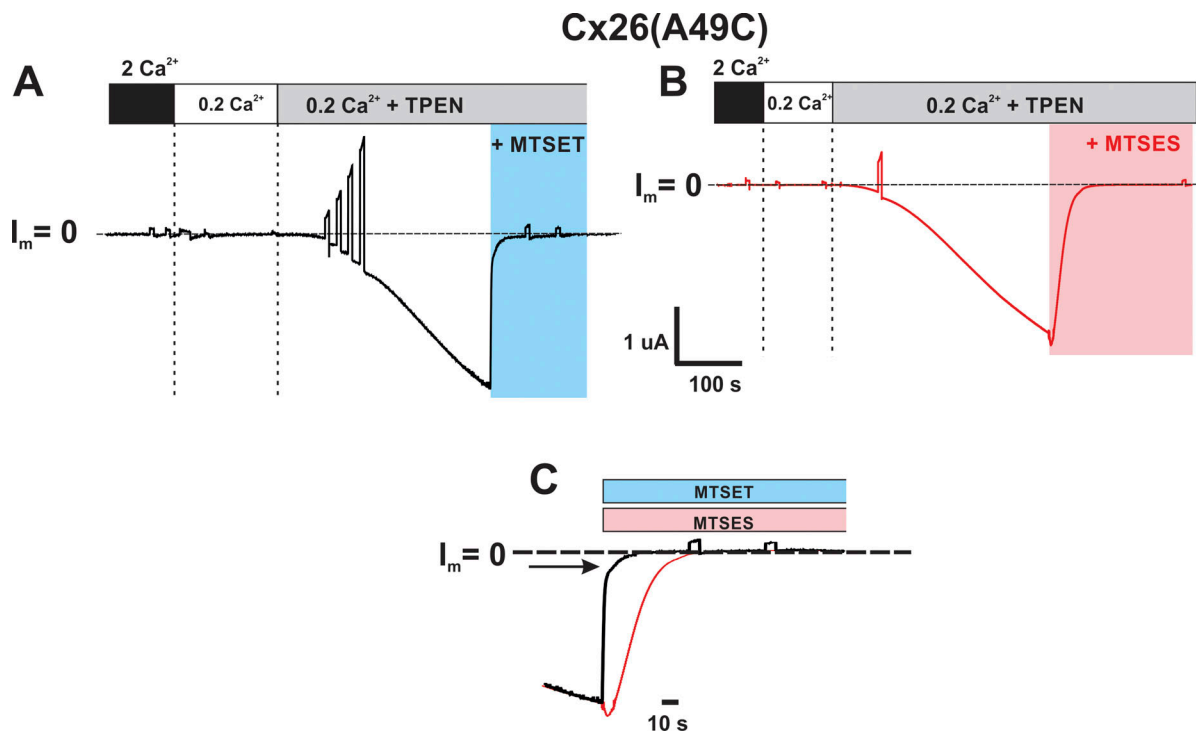 Cx26(A49C)
A
2 Ca²⁺
0.2 Ca²⁺
0.2 Ca²⁺ + TPEN
+ MTSET
Iₘ= 0
B
2 Ca²⁺
0.2 Ca²⁺
0.2 Ca²⁺ + TPEN
+ MTSES
Iₘ= 0
1 uA
100 s
C
MTSET
MTSES
Iₘ= 0
10 s